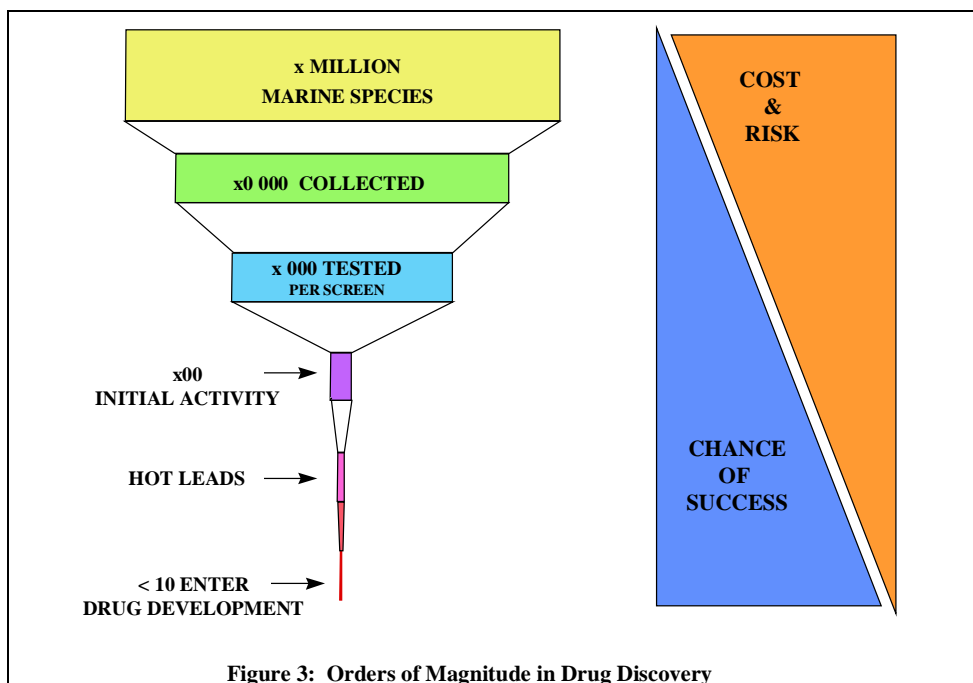 x MILLION
MARINE SPECIES
x0 000 COLLECTED
x 000 TESTED
PER SCREEN
x00
INITIAL ACTIVITY
HOT LEADS
< 10 ENTER
DRUG DEVELOPMENT
COST
&
RISK
CHANCE
OF
SUCCESS
Figure 3: Orders of Magnitude in Drug Discovery